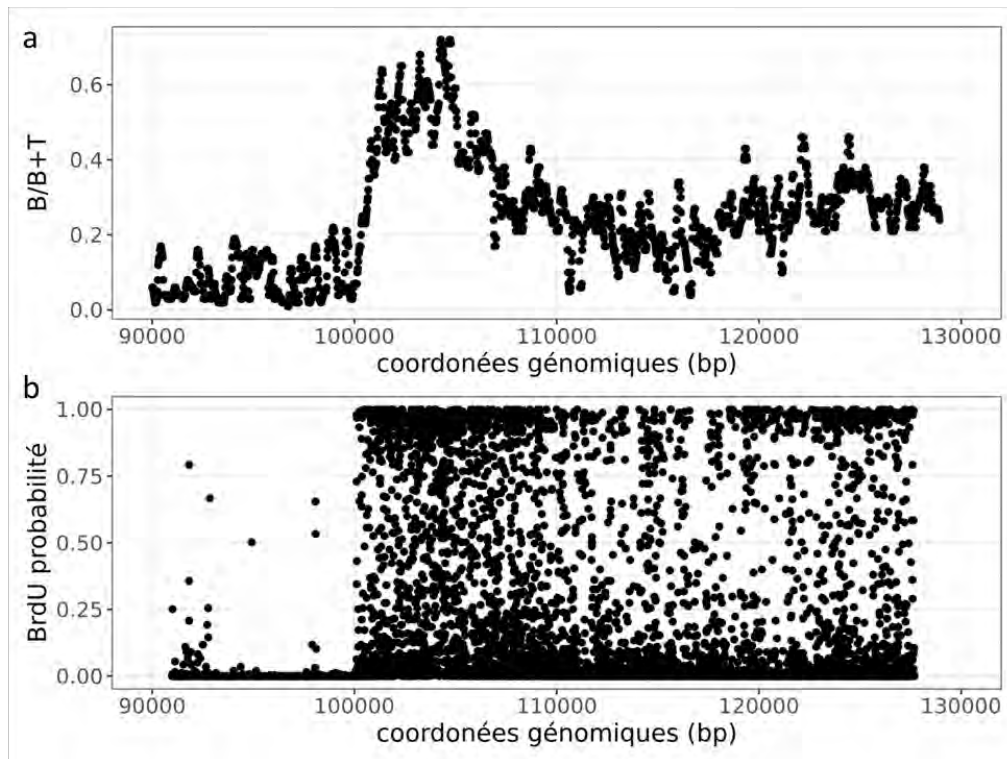 a
B/B+T
0.6
0.4
0.2
0.0
90000 100000 110000 120000 130000
coordonées génomiques (bp)
b
BrdU probabilité
1.00
0.75
0.50
0.25
0.00
90000 100000 110000 120000 130000
coordonées génomiques (bp)